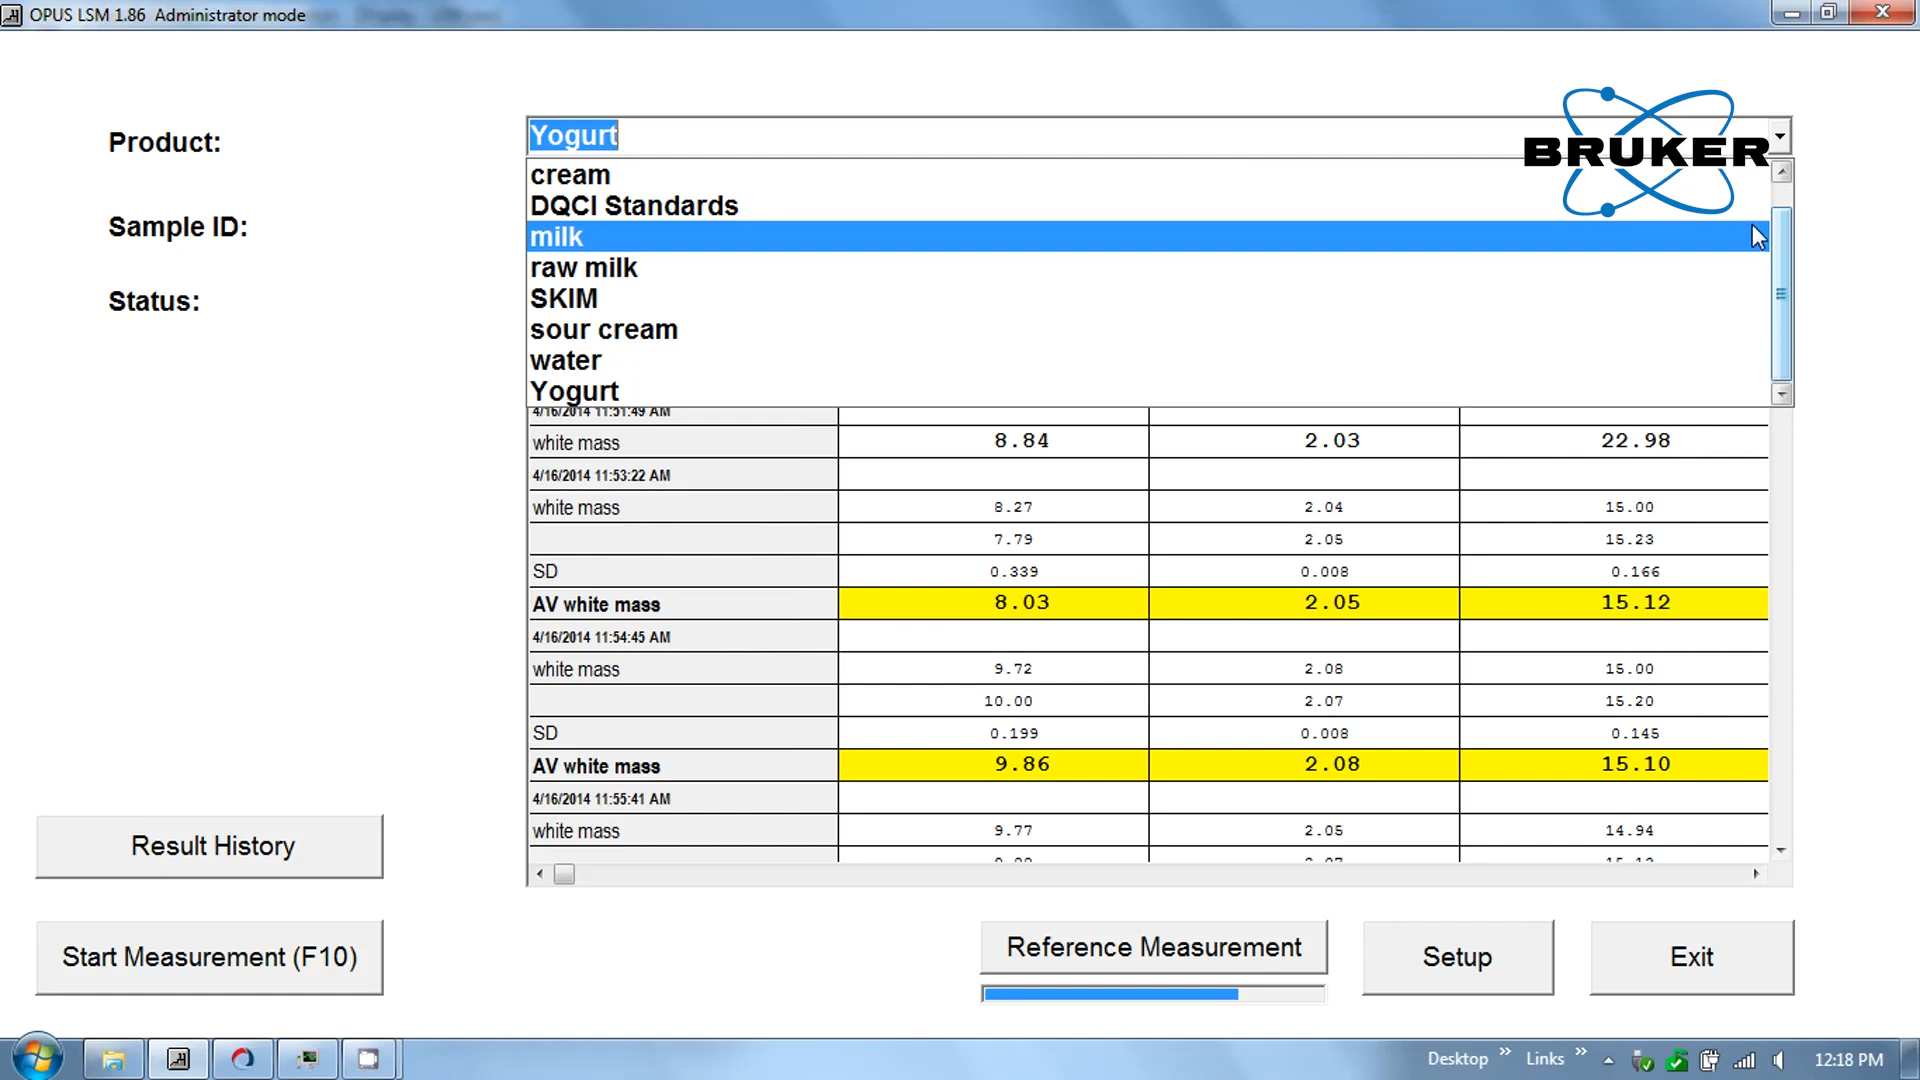 OPUS LSM 1.86 Administrator mode
BRUKER
Product:
Yogurt
cream
DQCI Standards
milk
raw milk
SKIM
sour cream
water
Yogurt
Sample ID:
Status:
4/16/2014 11:51:49 AM
white mass 8.84 2.03 22.98
4/16/2014 11:53:22 AM
white mass 8.27 2.04 15.00
7.79 2.05 15.23
SD 0.339 0.008 0.166
AV white mass 8.03 2.05 15.12
4/16/2014 11:54:45 AM
white mass 9.72 2.08 15.00
10.00 2.07 15.20
SD 0.199 0.008 0.145
AV white mass 9.86 2.08 15.10
4/16/2014 11:55:41 AM
white mass 9.77 2.05 14.94
Result History
Start Measurement (F10)
Reference Measurement
Setup
Exit
Desktop » Links » 12:18 PM